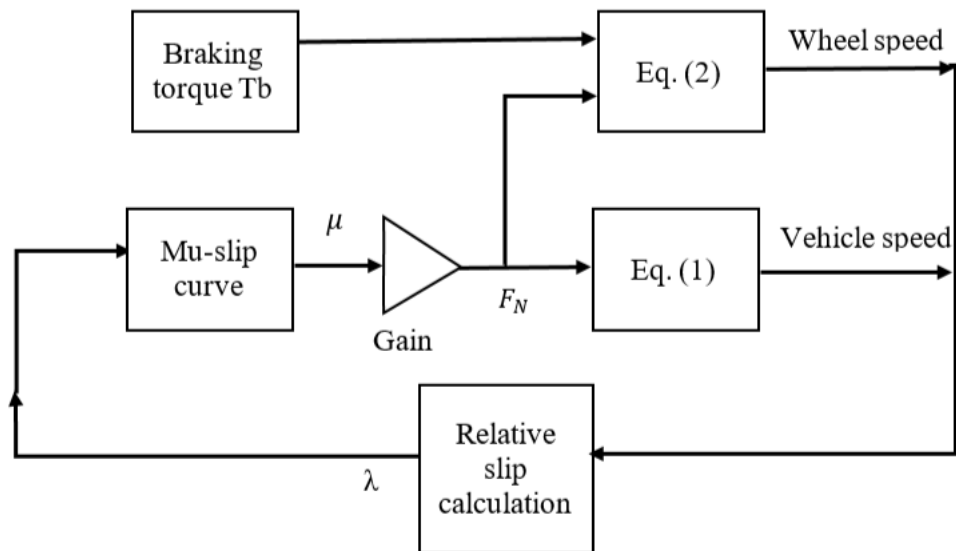 Braking
torque Tb
Eq. (2)
Wheel speed
Mu-slip
curve
μ
Gain
F_N
Eq. (1)
Vehicle speed
Relative
slip
calculation
λ